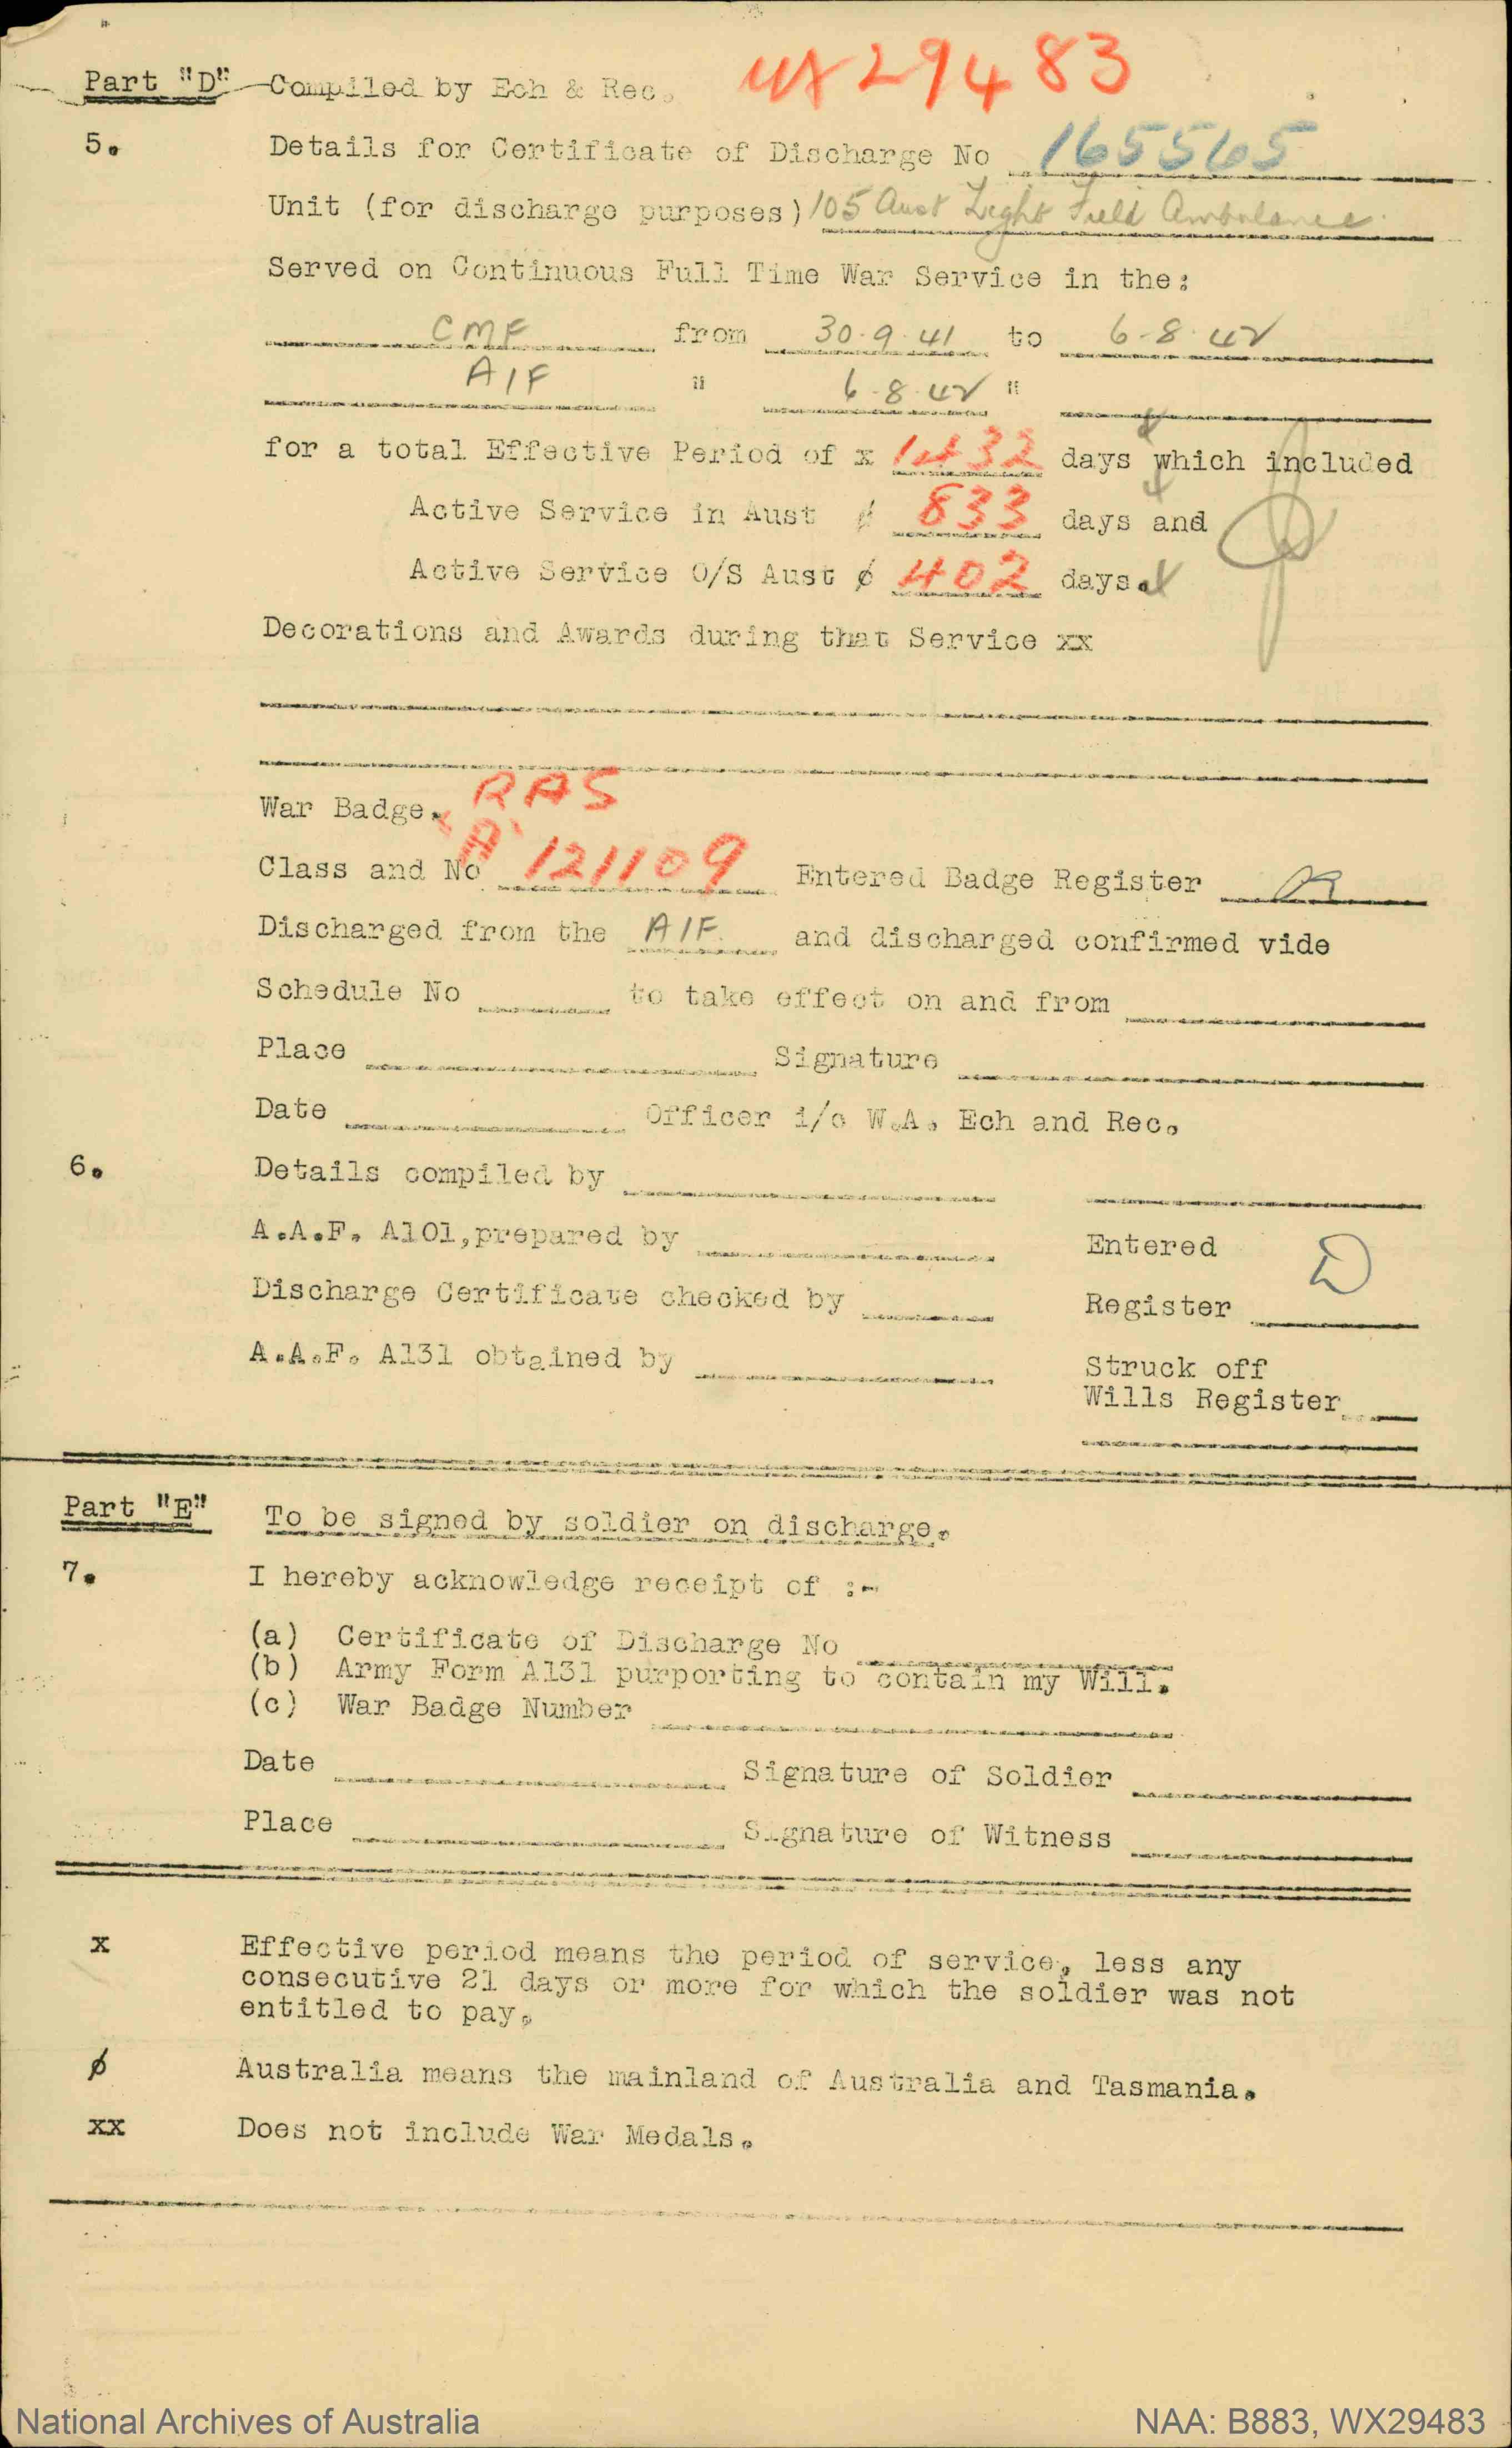 WX29483
Part "D" Compiled by Ech & Rec.
5. Details for Certificate of Discharge No 165565
Unit (for discharge purposes) 105 Aust Light Field Ambulance.
Served on Continuous Full Time War Service in the:
CMF from 30.9.41 to 6-8-42
AIF " 6-8-42 "
for a total Effective Period of x 1432 days which included
Active Service in Aust ø 833 days and
Active Service O/S Aust ø 402 days.
Decorations and Awards during that Service xx
War Badge. RAS
Class and No A 121109 Entered Badge Register
Discharged from the AIF. and discharged confirmed vide
Schedule No to take effect on and from
Place Signature
Date Officer i/c W.A. Ech and Rec.
6. Details compiled by
A.A.F. A101, prepared by Entered
Discharge Certificate checked by Register
A.A.F. A131 obtained by Struck off
Wills Register
Part "E" To be signed by soldier on discharge.
7. I hereby acknowledge receipt of :-
(a) Certificate of Discharge No
(b) Army Form A131 purporting to contain my Will.
(c) War Badge Number
Date Signature of Soldier
Place Signature of Witness
x Effective period means the period of service, less any
consecutive 21 days or more for which the soldier was not
entitled to pay.
ø Australia means the mainland of Australia and Tasmania.
xx Does not include War Medals.
National Archives of Australia NAA: B883, WX29483